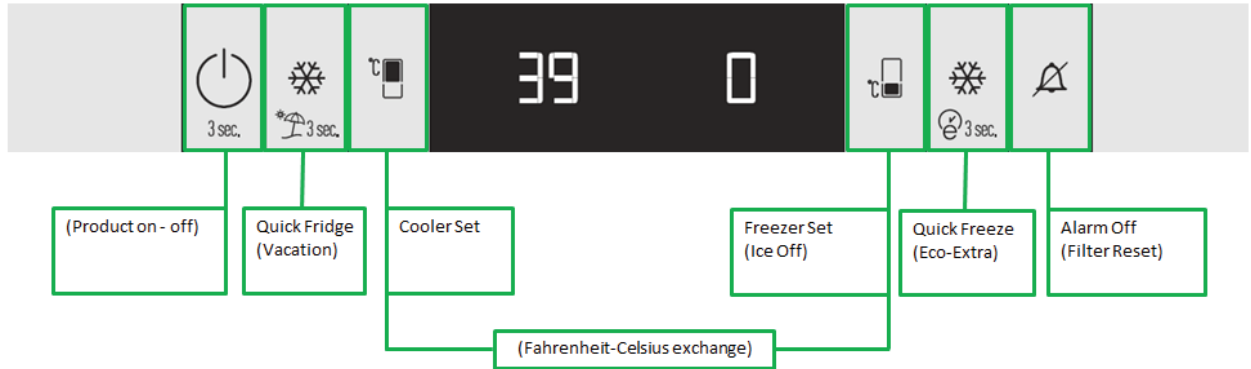 3 sec.
3 sec.
°C
39
0
°C
e 3 sec.
(Product on - off)
Quick Fridge
(Vacation)
Cooler Set
Freezer Set
(Ice Off)
Quick Freeze
(Eco-Extra)
Alarm Off
(Filter Reset)
(Fahrenheit-Celsius exchange)